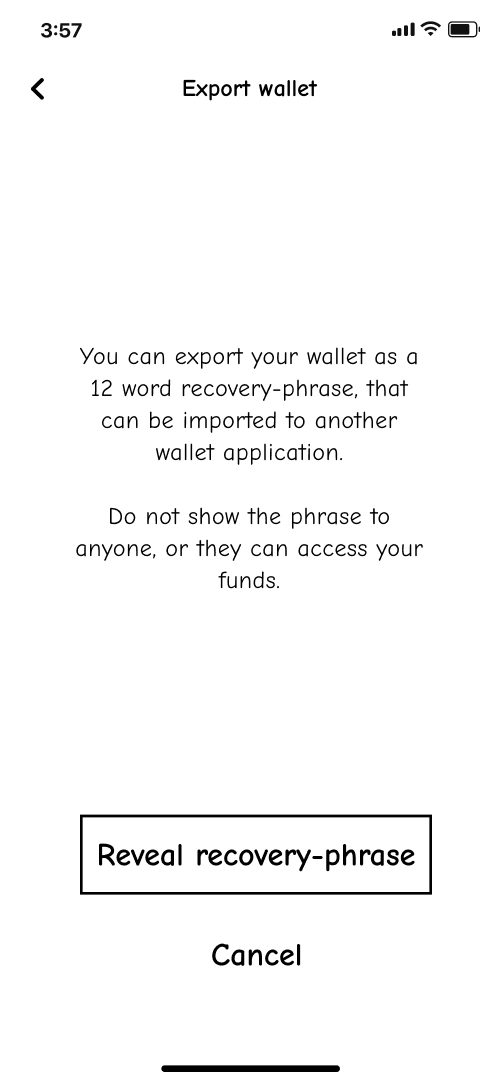 3:57
Export wallet
You can export your wallet as a
12 word recovery-phrase, that
can be imported to another
wallet application.
Do not show the phrase to
anyone, or they can access your
funds.
Reveal recovery-phrase
Cancel